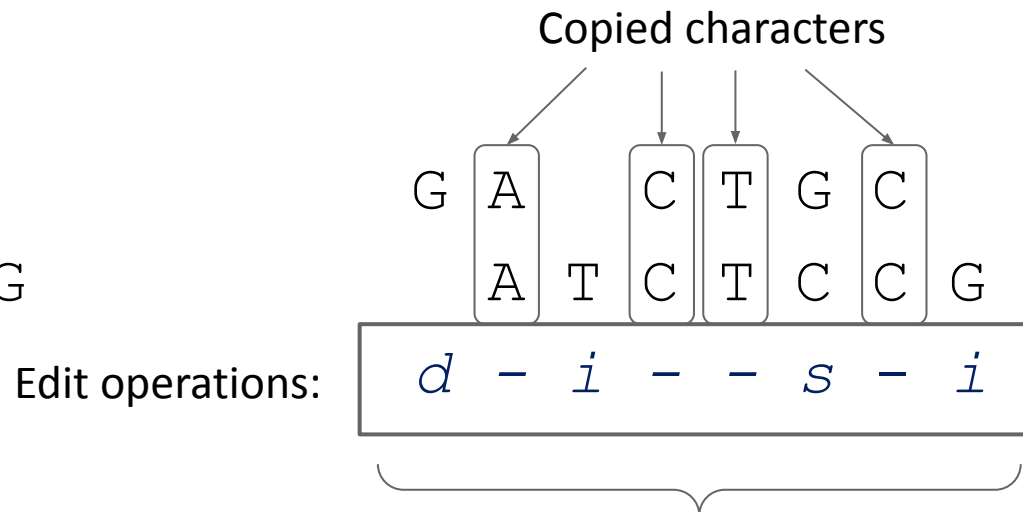 Copied characters
G A C T G C
G
A T C T C C G
Edit operations: d - i - - s - i